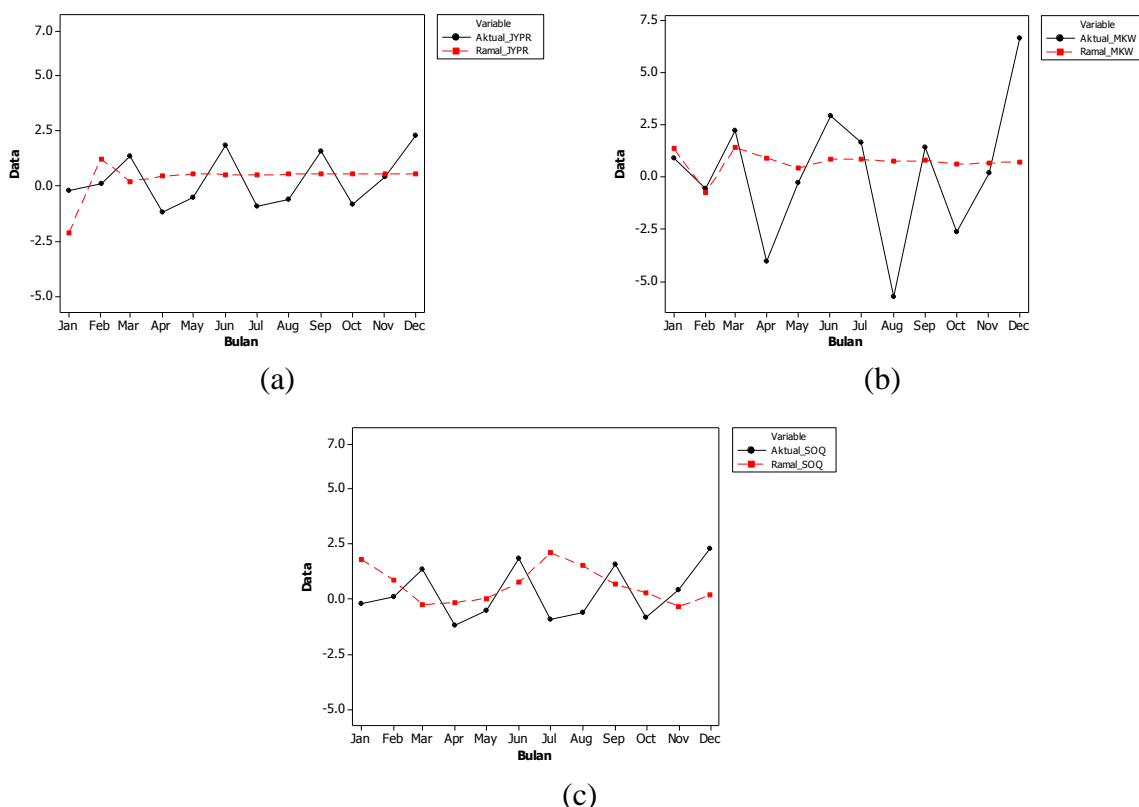 Variable
Aktual_JYPR
Ramal_JYPR
7.0
5.0
2.5
0.0
-2.5
-5.0
Data
Jan Feb Mar Apr May Jun Jul Aug Sep Oct Nov Dec
Bulan
(a)
Variable
Aktual_MKW
Ramal_MKW
7.5
5.0
2.5
0.0
-2.5
-5.0
Data
Jan Feb Mar Apr May Jun Jul Aug Sep Oct Nov Dec
Bulan
(b)
Variable
Aktual_SOQ
Ramal_SOQ
7.0
5.0
2.5
0.0
-2.5
-5.0
Data
Jan Feb Mar Apr May Jun Jul Aug Sep Oct Nov Dec
Bulan
(c)